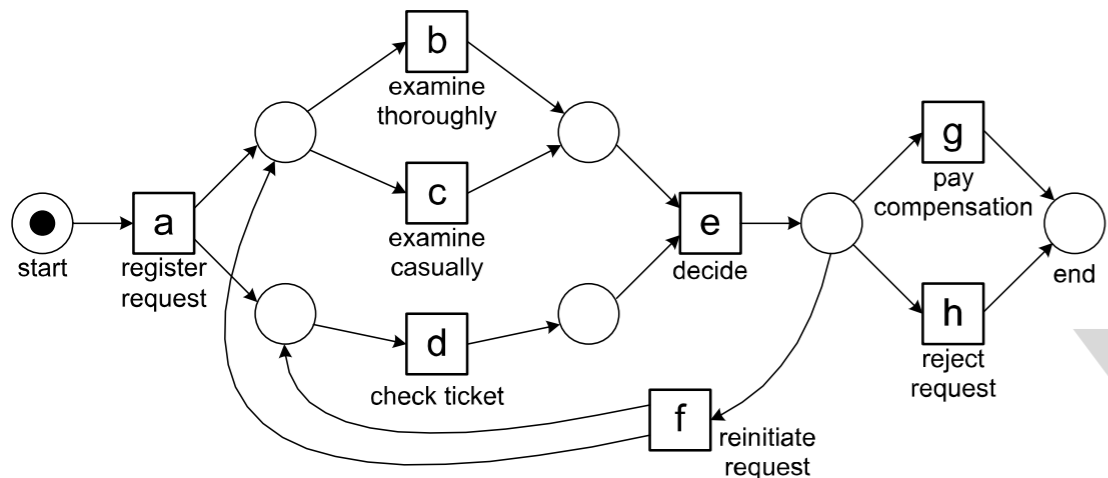 b
examine
thoroughly
g
pay
compensation
a
register
request
start
c
examine
casually
e
decide
end
d
check ticket
h
reject
request
f
reinitiate
request